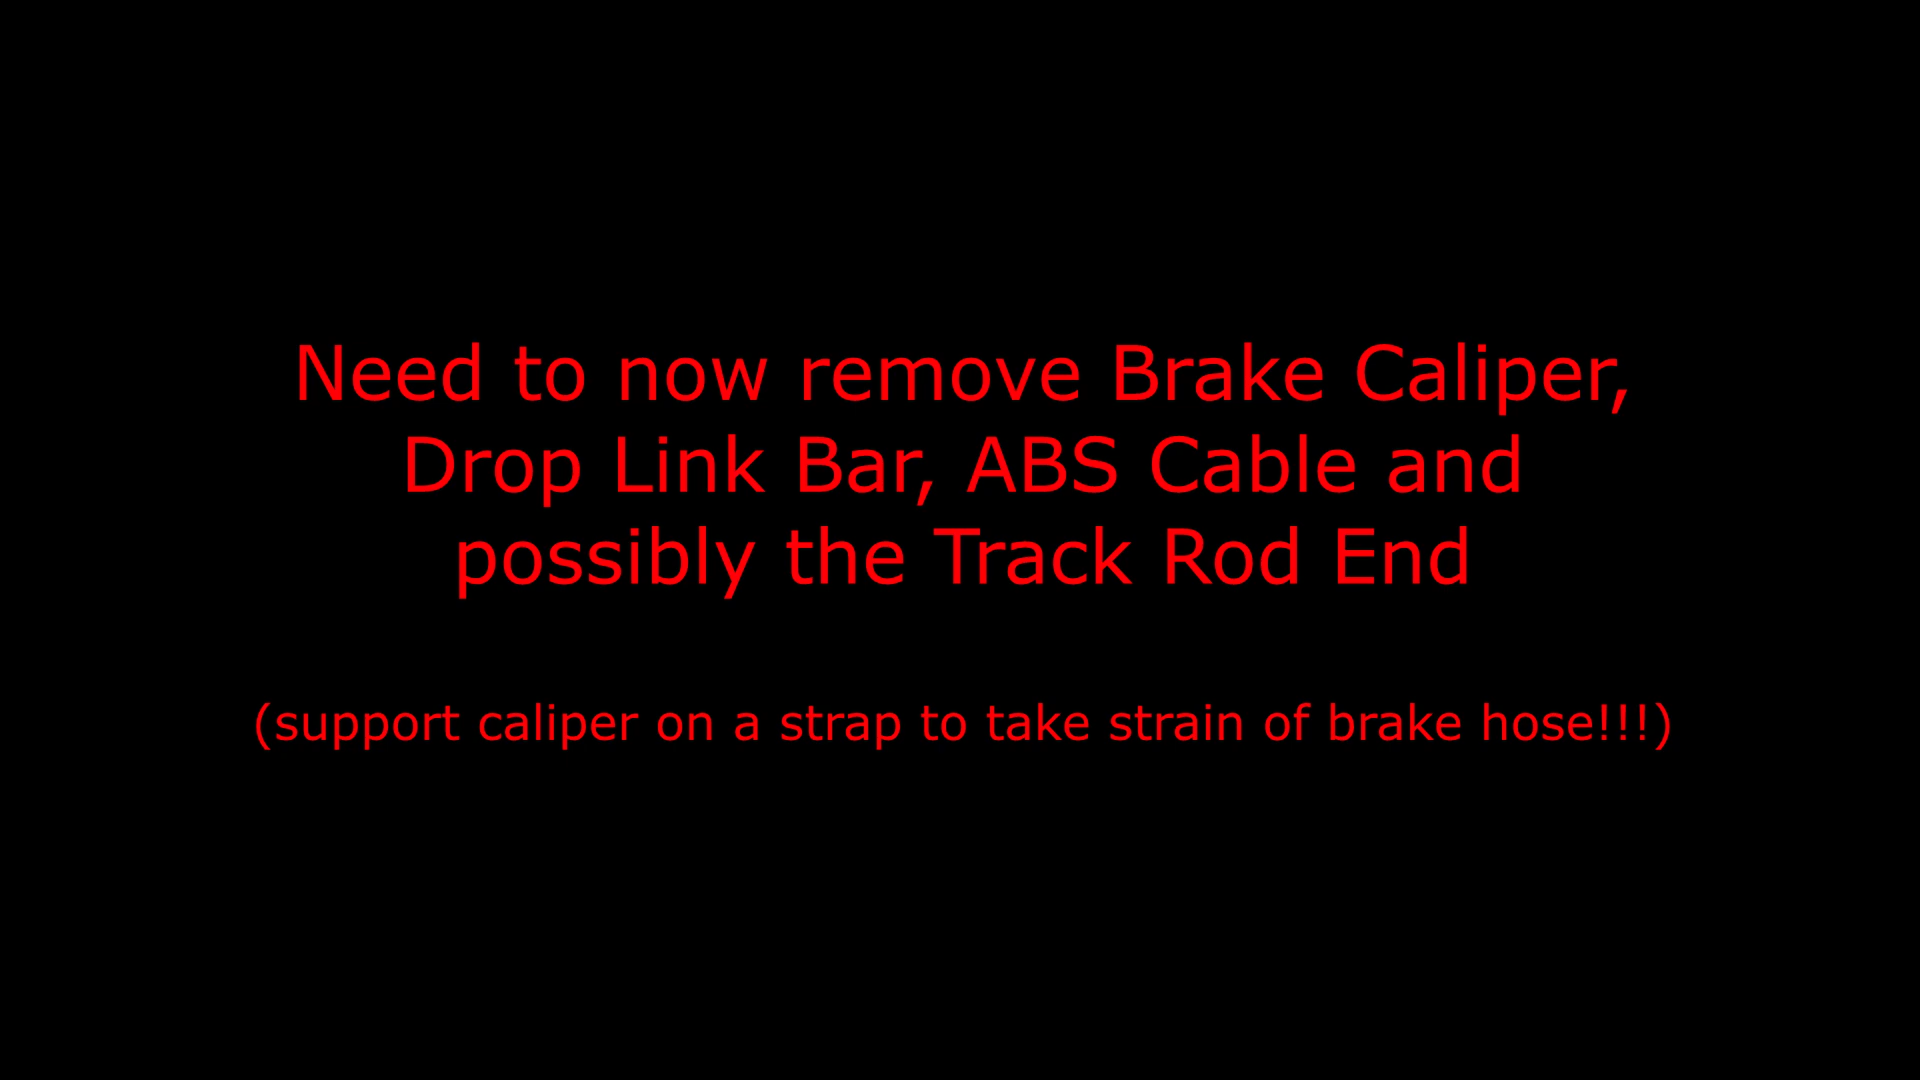 Need to now remove Brake Caliper,
Drop Link Bar, ABS Cable and
possibly the Track Rod End
(support caliper on a strap to take strain of brake hose!!!)